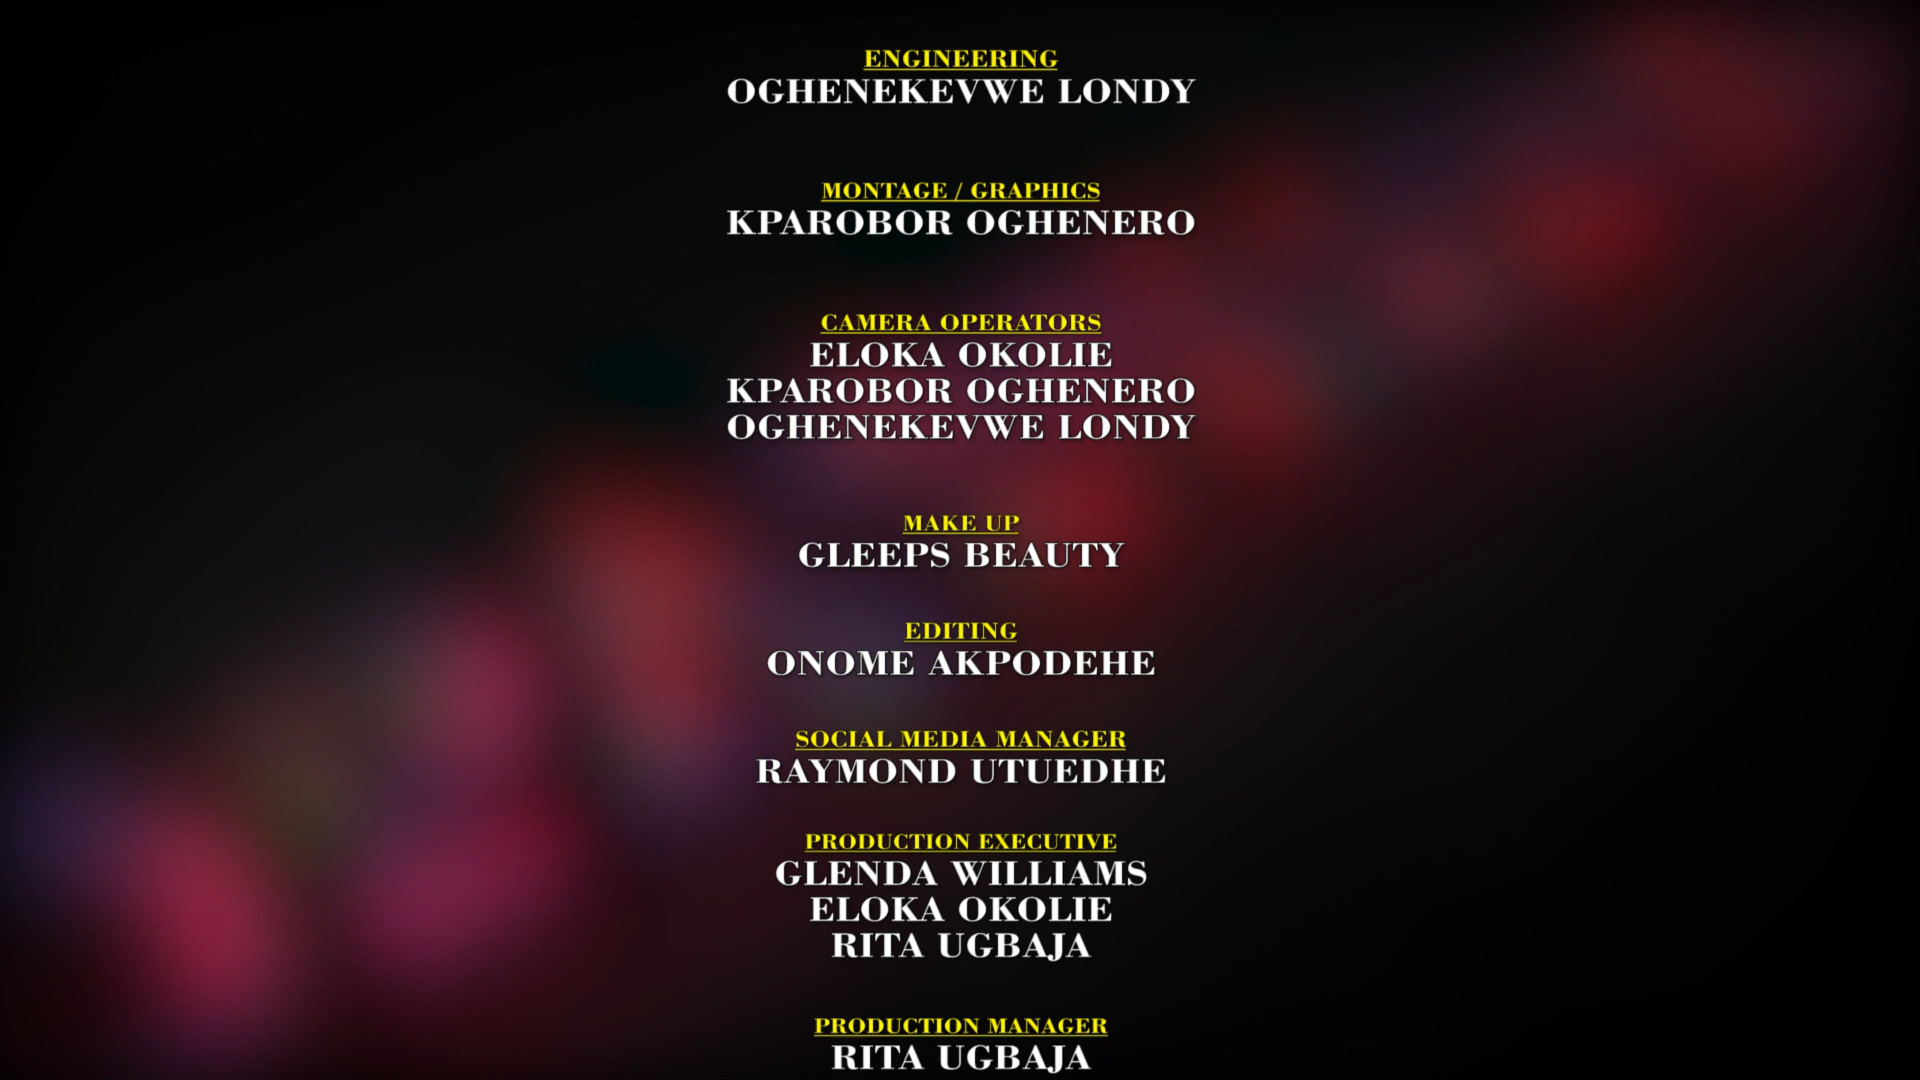 ENGINEERING
OGHENEKEVWE LONDY
MONTAGE / GRAPHICS
KPAROBOR OGHENERO
CAMERA OPERATORS
ELOKA OKOLIE
KPAROBOR OGHENERO
OGHENEKEVWE LONDY
MAKE UP
GLEEPS BEAUTY
EDITING
ONOME AKPODEHE
SOCIAL MEDIA MANAGER
RAYMOND UTUEDHE
PRODUCTION EXECUTIVE
GLENDA WILLIAMS
ELOKA OKOLIE
RITA UGBAJA
PRODUCTION MANAGER
RITA UGBAJA